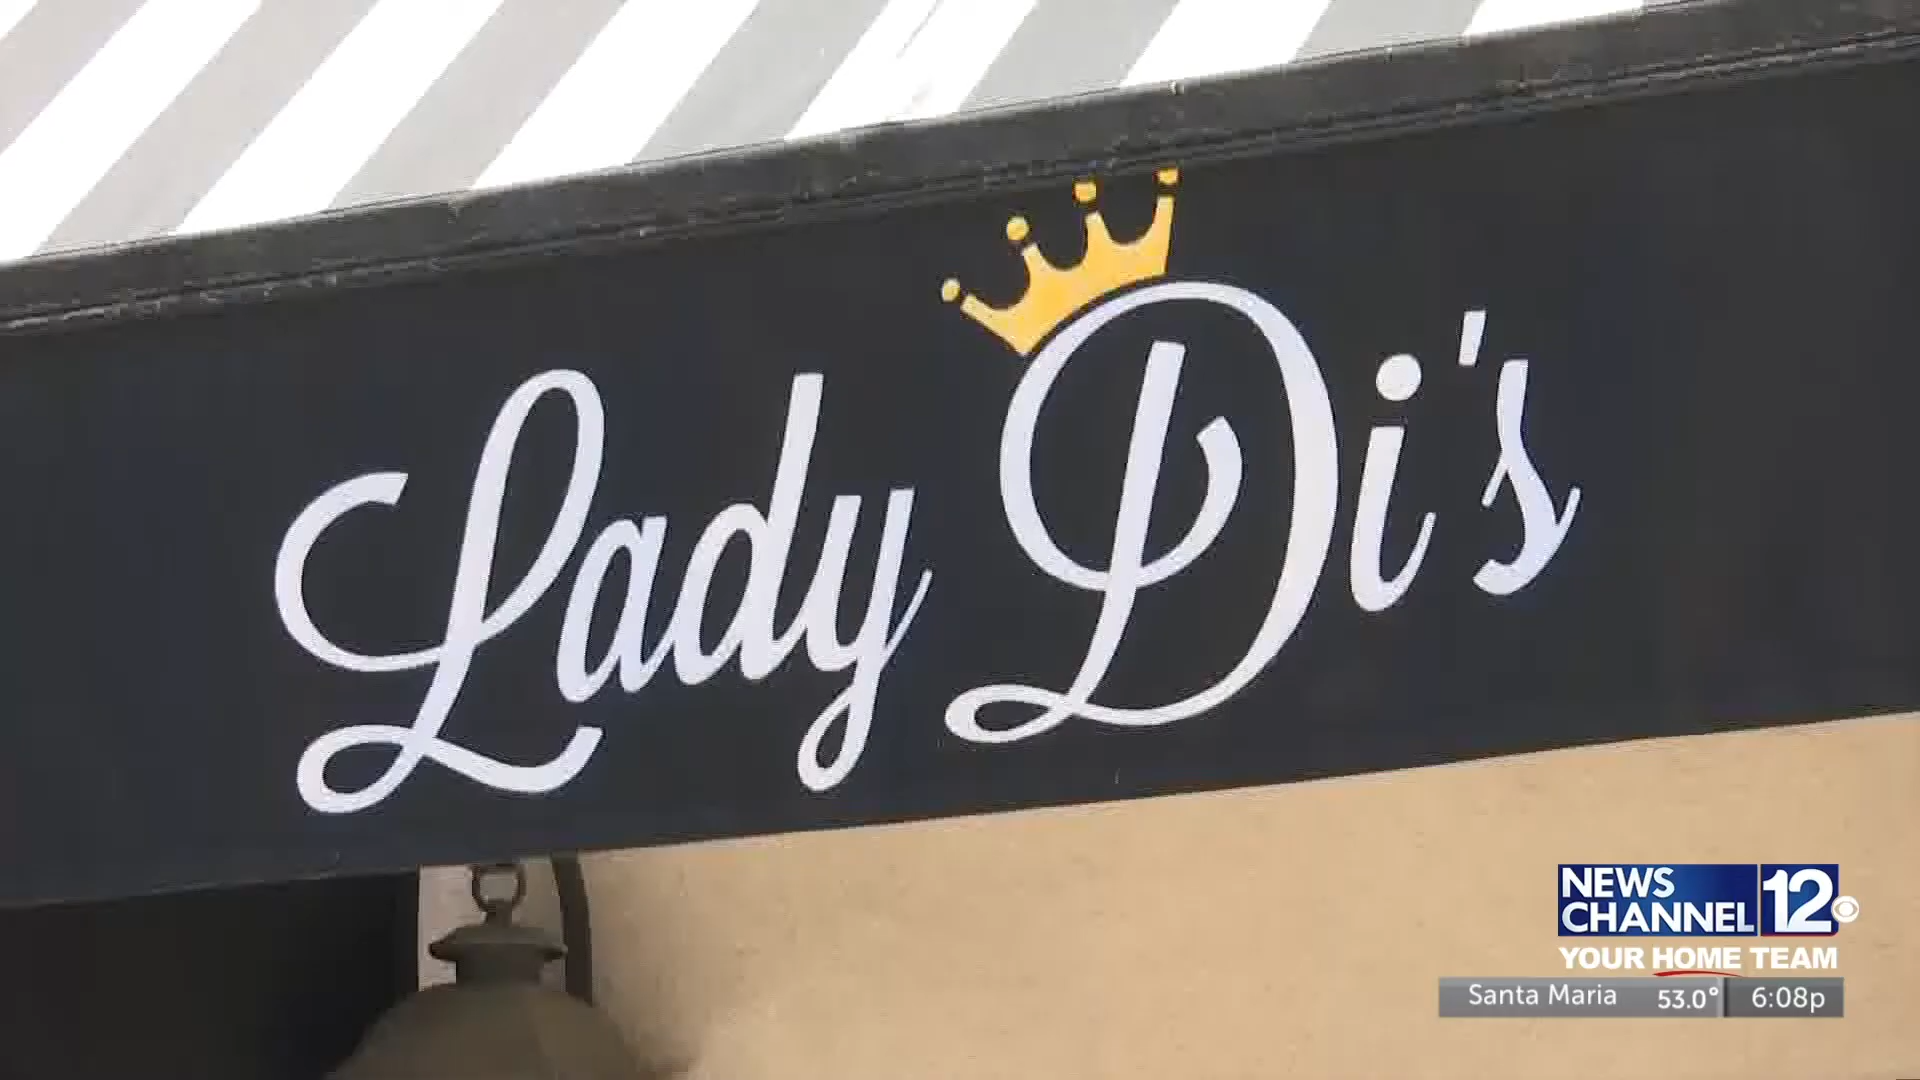 Lady Di's
NEWS
CHANNEL 12
YOUR HOME TEAM
Santa Maria 53.0° 6:08p